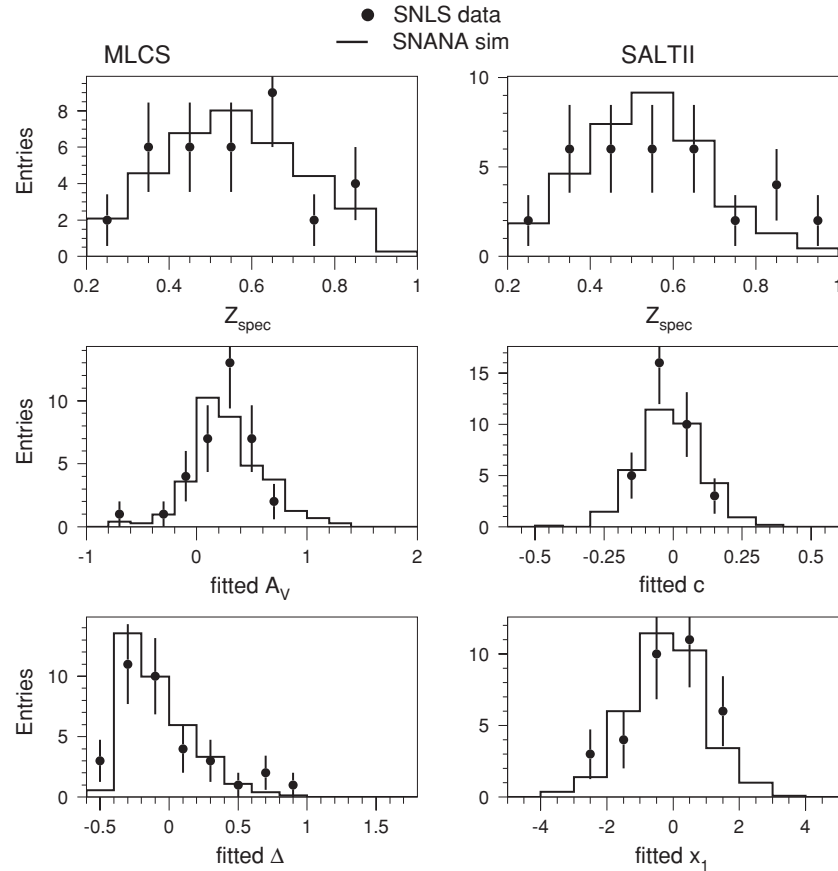 SNLS data
SNANA sim
MLCS
SALTII
Entries
8
6
4
2
0
0.2 0.4 0.6 0.8 1
Z_spec
10
5
0
0.2 0.4 0.6 0.8 1
Z_spec
Entries
10
5
0
-1 0 1 2
fitted A_V
15
10
5
0
-0.5 -0.25 0 0.25 0.5
fitted c
Entries
10
5
0
-0.5 0 0.5 1 1.5
fitted Δ
10
5
0
-4 -2 0 2 4
fitted x_1